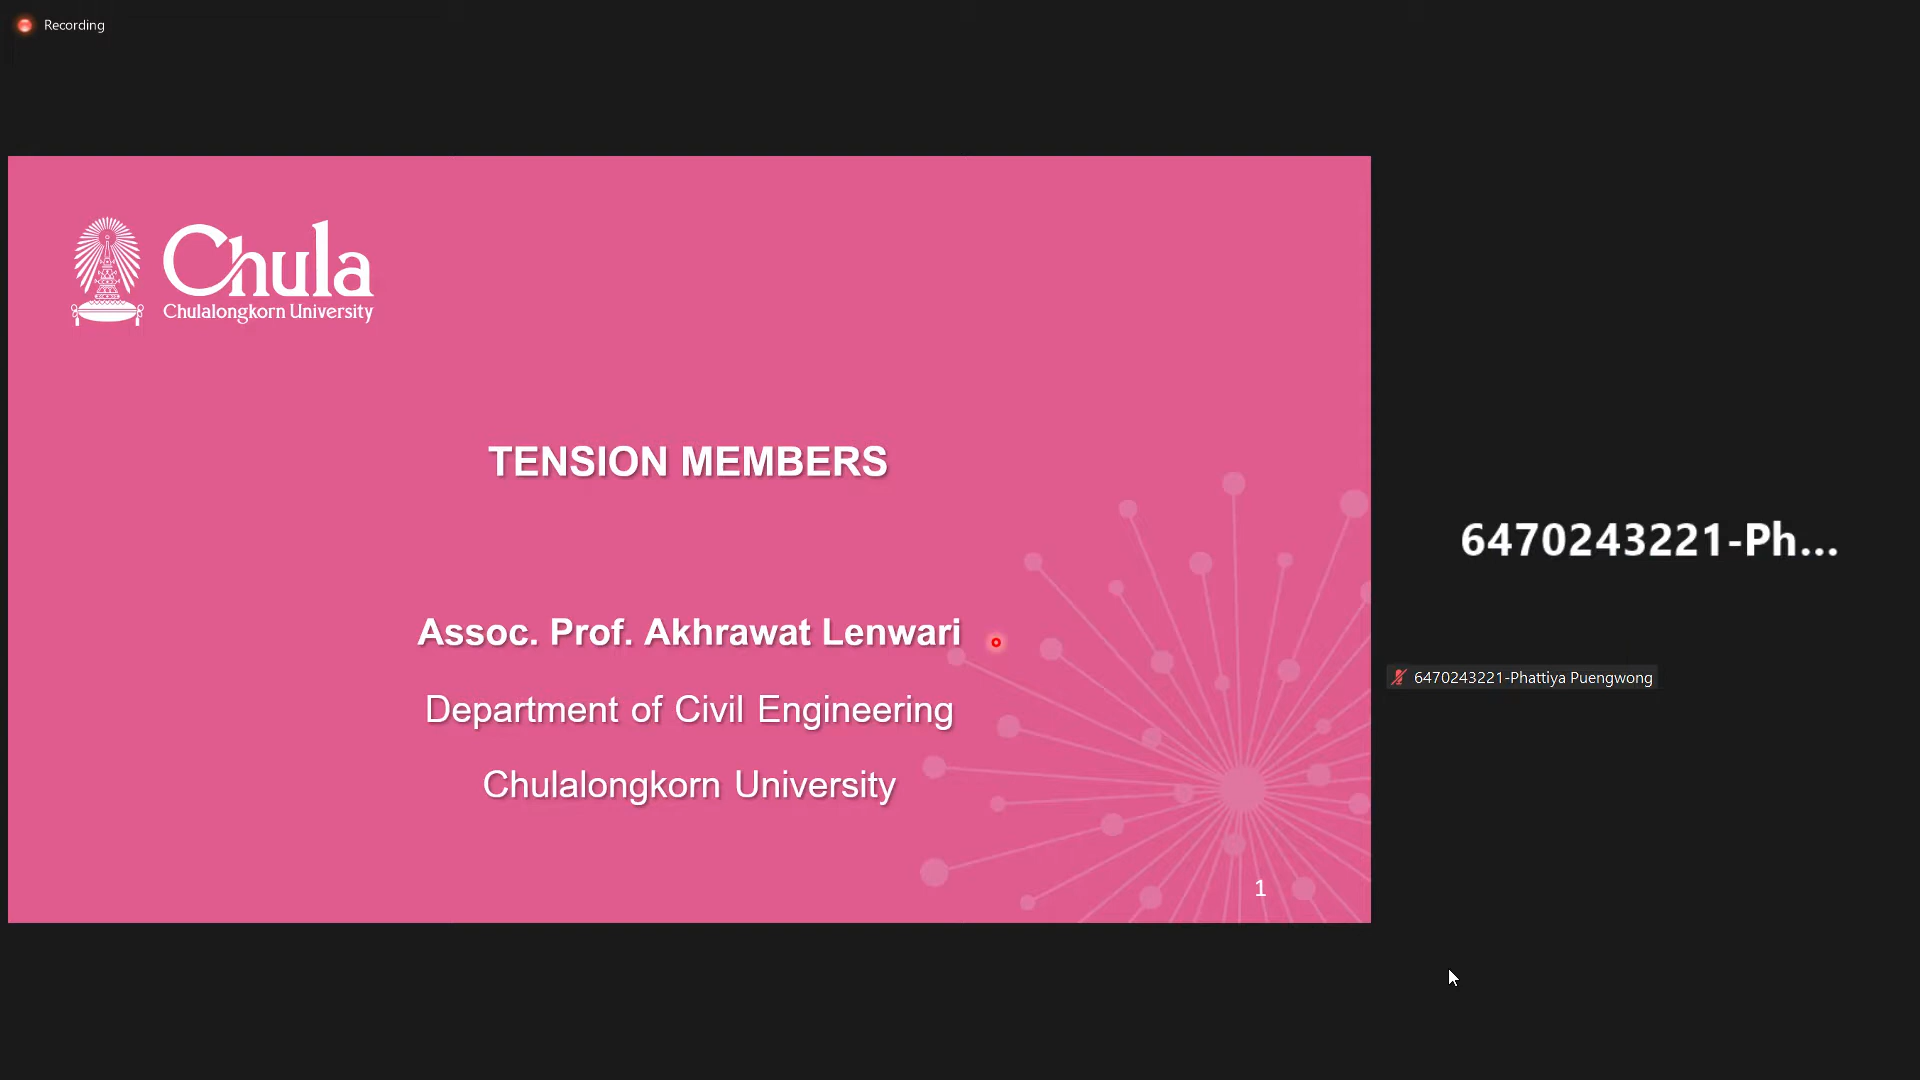 Recording
Chula
Chulalongkorn University
TENSION MEMBERS
Assoc. Prof. Akhrawat Lenwari
Department of Civil Engineering
Chulalongkorn University
1
6470243221-Ph...
6470243221-Phattiya Puengwong